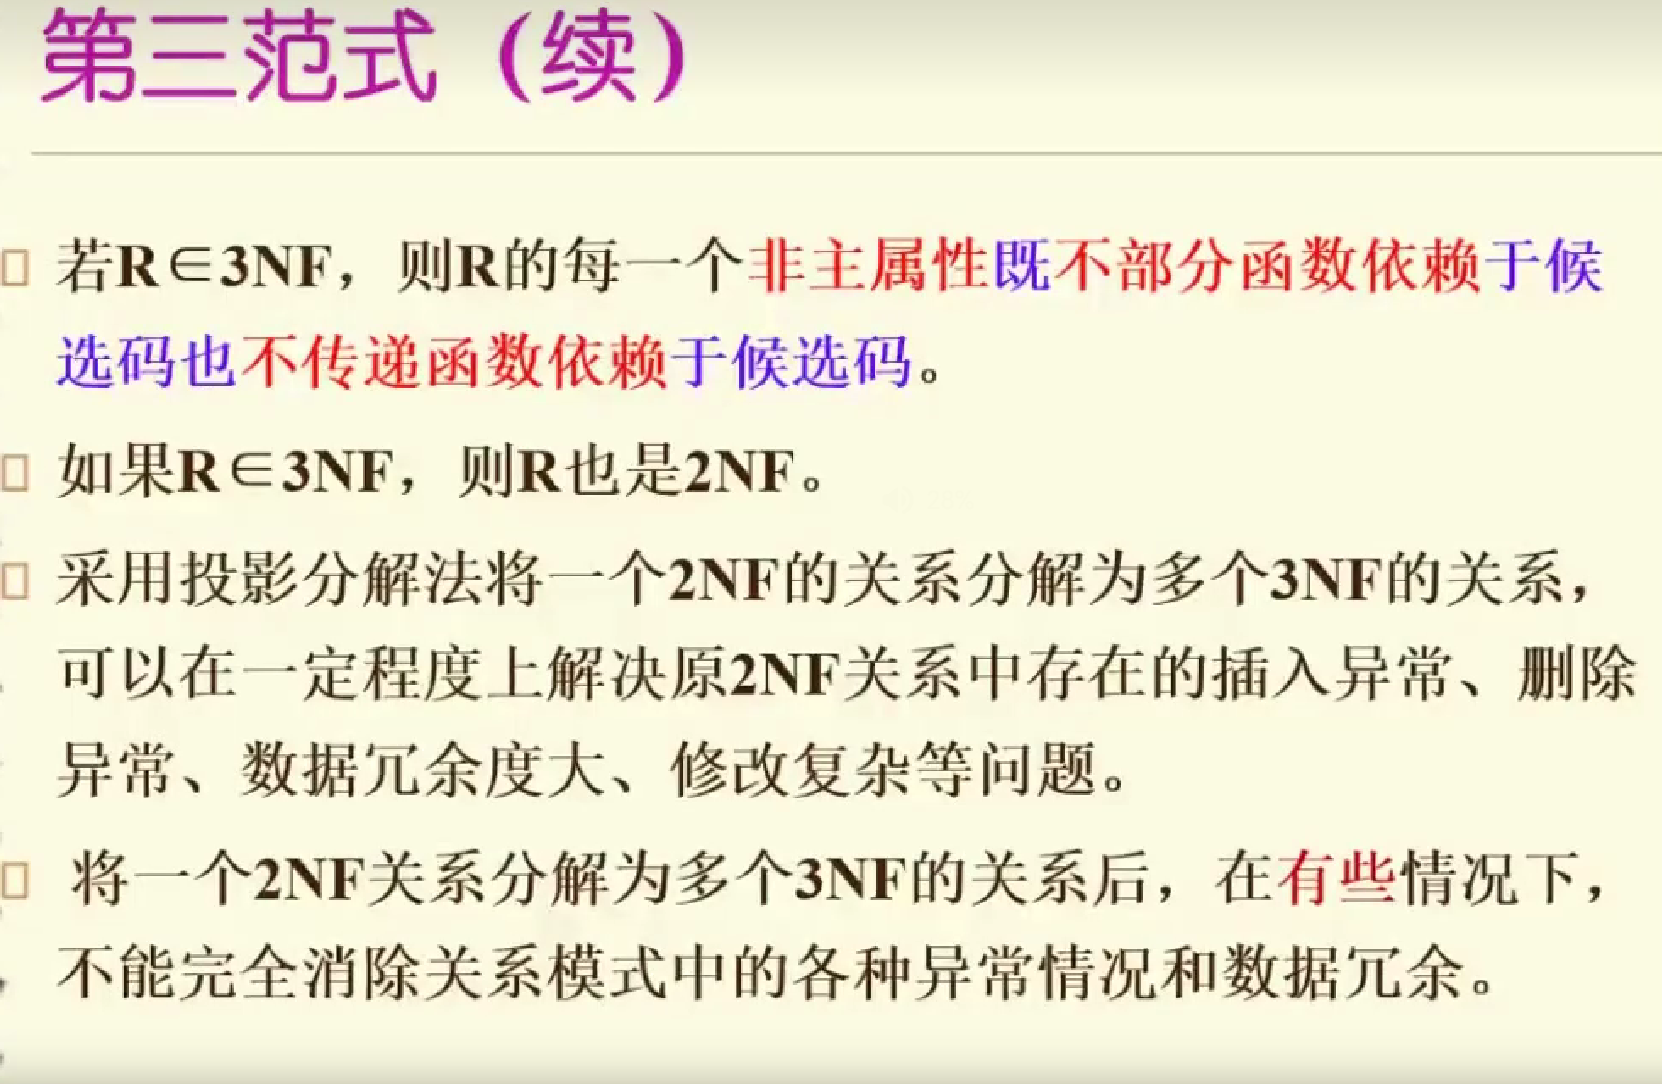 第三范式（续）
若R∈3NF，则R的每一个非主属性既不部分函数依赖于候
选码也不传递函数依赖于候选码。
如果R∈3NF，则R也是2NF。
采用投影分解法将一个2NF的关系分解为多个3NF的关系，
可以在一定程度上解决原2NF关系中存在的插入异常、删除
异常、数据冗余度大、修改复杂等问题。
将一个2NF关系分解为多个3NF的关系后，在有些情况下，
不能完全消除关系模式中的各种异常情况和数据冗余。